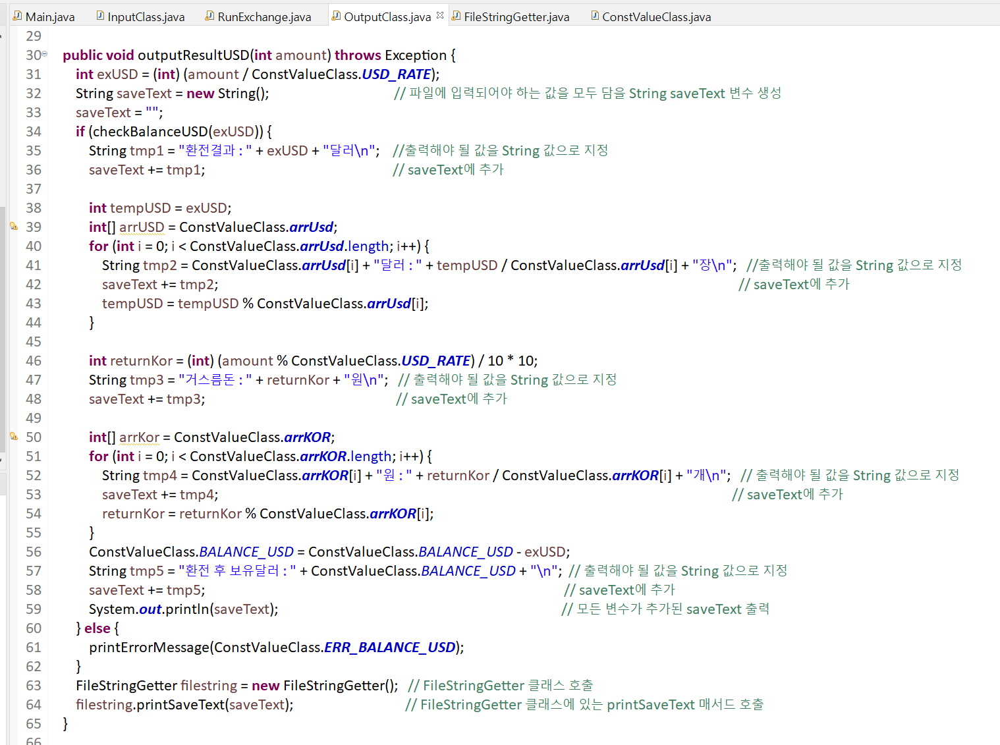 Main.java InputClass.java RunExchange.java OutputClass.java FileStringGetter.java ConstValueClass.java
29
30 public void outputResultUSD(int amount) throws Exception {
31 int exUSD = (int) (amount / ConstValueClass.USD_RATE);
32 String saveText = new String(); // 파일에 입력되어야 하는 값을 모두 담을 String saveText 변수 생성
33 saveText = "";
34 if (checkBalanceUSD(exUSD)) {
35 String tmp1 = "환전결과 : " + exUSD + "달러\n"; //출력해야 될 값을 String 값으로 지정
36 saveText += tmp1; // saveText에 추가
37
38 int tempUSD = exUSD;
39 int[] arrUSD = ConstValueClass.arrUsd;
40 for (int i = 0; i < ConstValueClass.arrUsd.length; i++) {
41 String tmp2 = ConstValueClass.arrUsd[i] + "달러 : " + tempUSD / ConstValueClass.arrUsd[i] + "장\n"; //출력해야 될 값을 String 값으로 지정
42 saveText += tmp2; // saveText에 추가
43 tempUSD = tempUSD % ConstValueClass.arrUsd[i];
44 }
45
46 int returnKor = (int) (amount % ConstValueClass.USD_RATE) / 10 * 10;
47 String tmp3 = "거스름돈 : " + returnKor + "원\n"; // 출력해야 될 값을 String 값으로 지정
48 saveText += tmp3; // saveText에 추가
49
50 int[] arrKor = ConstValueClass.arrKOR;
51 for (int i = 0; i < ConstValueClass.arrKOR.length; i++) {
52 String tmp4 = ConstValueClass.arrKOR[i] + "원 : " + returnKor / ConstValueClass.arrKOR[i] + "개\n"; // 출력해야 될 값을 String 값으로 지정
53 saveText += tmp4; // saveText에 추가
54 returnKor = returnKor % ConstValueClass.arrKOR[i];
55 }
56 ConstValueClass.BALANCE_USD = ConstValueClass.BALANCE_USD - exUSD;
57 String tmp5 = "환전 후 보유달러 : " + ConstValueClass.BALANCE_USD + "\n"; // 출력해야 될 값을 String 값으로 지정
58 saveText += tmp5; // saveText에 추가
59 System.out.println(saveText); // 모든 변수가 추가된 saveText 출력
60 } else {
61 printErrorMessage(ConstValueClass.ERR_BALANCE_USD);
62 }
63 FileStringGetter filestring = new FileStringGetter(); // FileStringGetter 클래스 호출
64 filestring.printSaveText(saveText); // FileStringGetter 클래스에 있는 printSaveText 매서드 호출
65 }
66